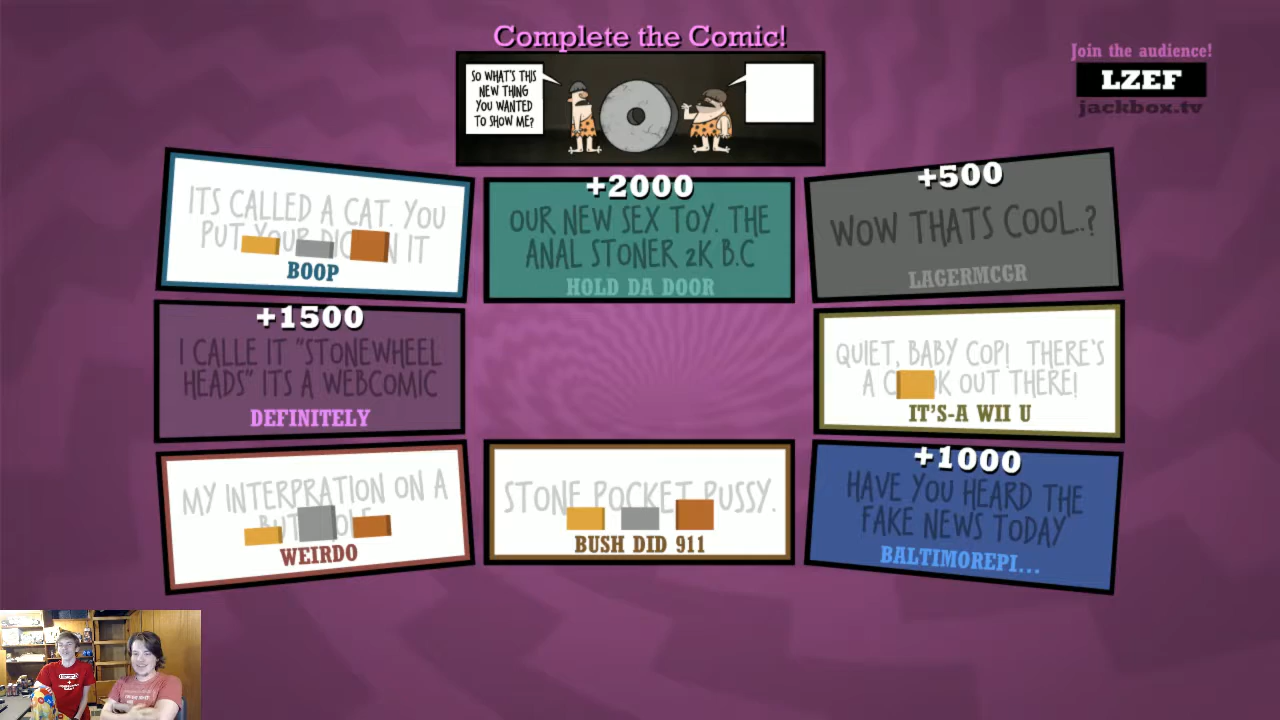 Complete the Comic!
Join the audience!
LZEF
jackbox.tv
SO WHAT'S THIS
NEW THING
YOU WANTED
TO SHOW ME?
ITS CALLED A CAT. YOU
PUT YOUR DICK IN IT
BOOP
+2000
OUR NEW SEX TOY. THE
ANAL STONER 2K B.C
HOLD DA DOOR
+500
WOW THATS COOL..?
LAGERMCGR
+1500
I CALLE IT "STONEWHEEL
HEADS" ITS A WEBCOMIC
DEFINITELY
QUIET, BABY COP! THERE'S
A OUT THERE!
IT'S-A WII U
MY INTERPRATION ON A
WEIRDO
STONE POCKET PUSSY.
BUSH DID 911
+1000
HAVE YOU HEARD THE
FAKE NEWS TODAY
BALTIMOREPI...